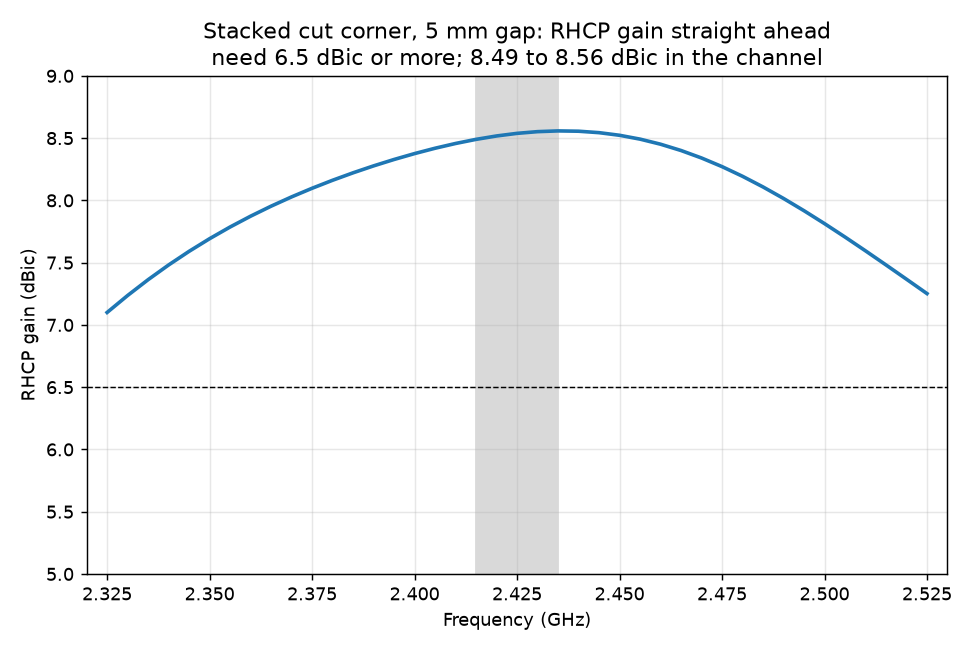 Stacked cut corner, 5 mm gap: RHCP gain straight ahead
need 6.5 dBic or more; 8.49 to 8.56 dBic in the channel
RHCP gain (dBic)
9.0
8.5
8.0
7.5
7.0
6.5
6.0
5.5
5.0
2.325 2.350 2.375 2.400 2.425 2.450 2.475 2.500 2.525
Frequency (GHz)